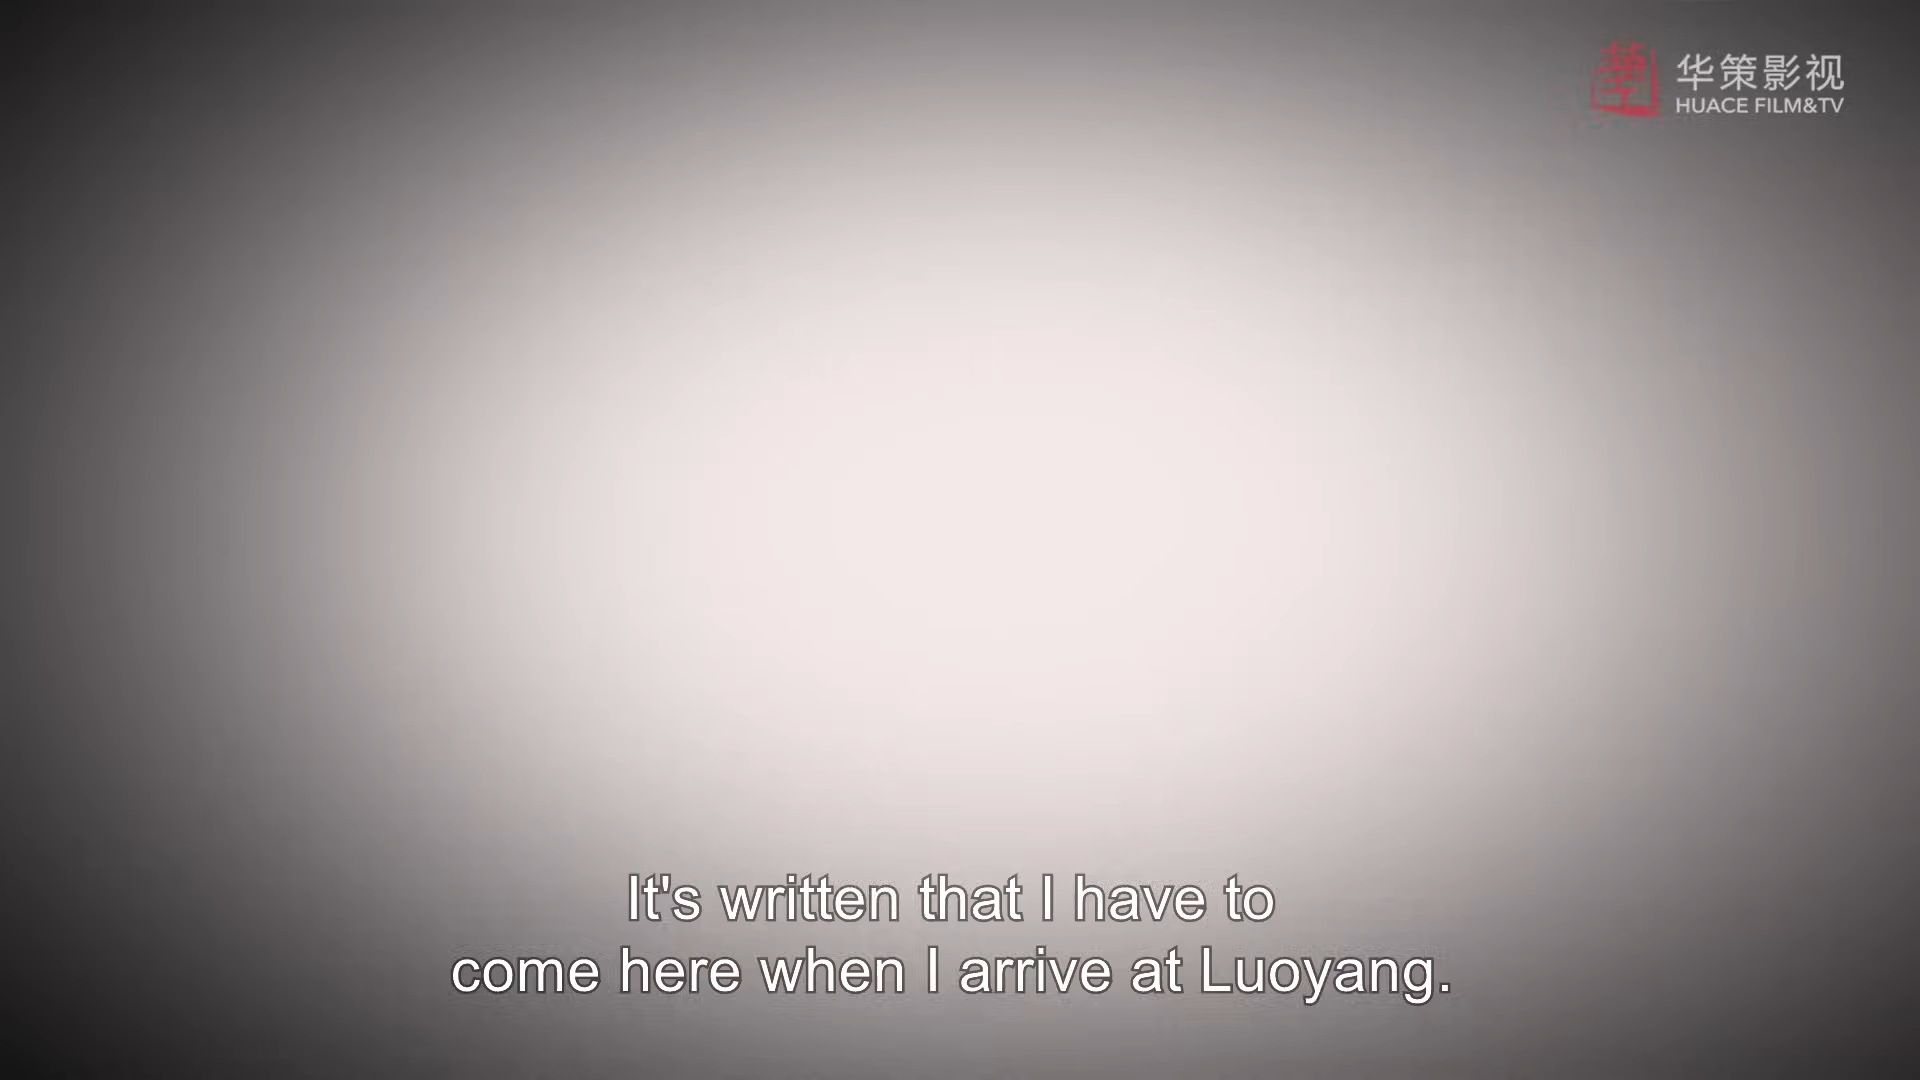 华策影视
HUACE FILM&TV
It's written that I have to
come here when I arrive at Luoyang.